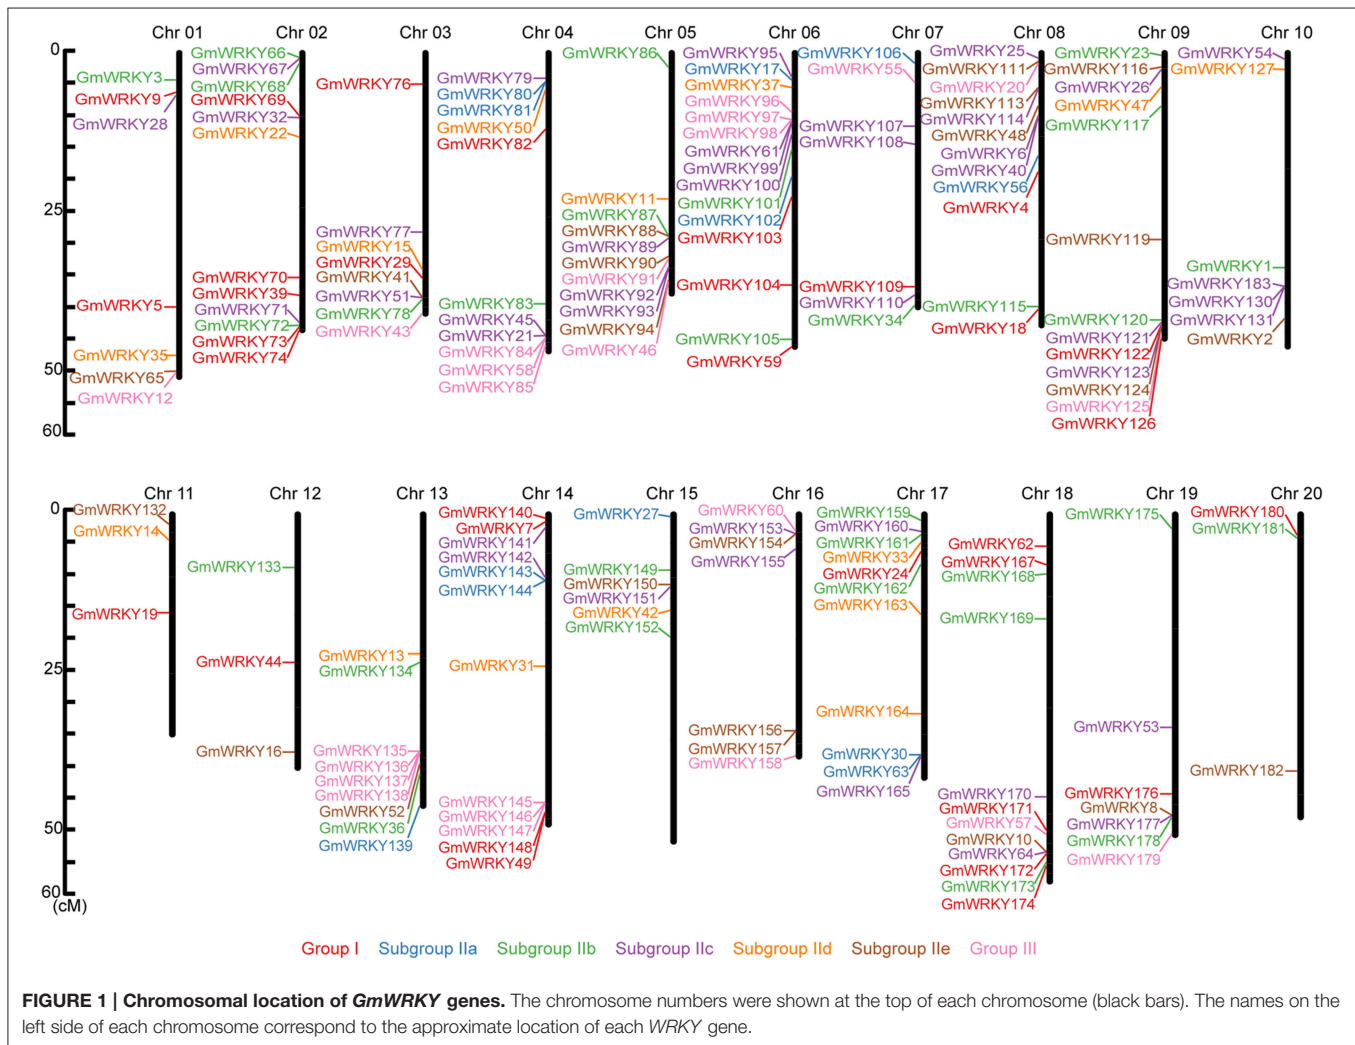 Chr 01 Chr 02 Chr 03 Chr 04 Chr 05 Chr 06 Chr 07 Chr 08 Chr 09 Chr 10
0
25
50
60
GmWRKY3
GmWRKY9
GmWRKY28
GmWRKY5
GmWRKY35
GmWRKY65
GmWRKY12
GmWRKY66
GmWRKY67
GmWRKY68
GmWRKY69
GmWRKY32
GmWRKY22
GmWRKY70
GmWRKY39
GmWRKY71
GmWRKY72
GmWRKY73
GmWRKY74
GmWRKY76
GmWRKY77
GmWRKY15
GmWRKY29
GmWRKY41
GmWRKY51
GmWRKY78
GmWRKY43
GmWRKY79
GmWRKY80
GmWRKY81
GmWRKY50
GmWRKY82
GmWRKY83
GmWRKY45
GmWRKY21
GmWRKY84
GmWRKY58
GmWRKY85
GmWRKY86
GmWRKY11
GmWRKY87
GmWRKY88
GmWRKY89
GmWRKY90
GmWRKY91
GmWRKY92
GmWRKY93
GmWRKY94
GmWRKY46
GmWRKY95
GmWRKY17
GmWRKY37
GmWRKY96
GmWRKY97
GmWRKY98
GmWRKY61
GmWRKY99
GmWRKY100
GmWRKY101
GmWRKY102
GmWRKY103
GmWRKY104
GmWRKY105
GmWRKY59
GmWRKY106
GmWRKY55
GmWRKY107
GmWRKY108
GmWRKY109
GmWRKY110
GmWRKY34
GmWRKY25
GmWRKY111
GmWRKY20
GmWRKY113
GmWRKY114
GmWRKY48
GmWRKY6
GmWRKY40
GmWRKY56
GmWRKY4
GmWRKY115
GmWRKY18
GmWRKY23
GmWRKY116
GmWRKY26
GmWRKY47
GmWRKY117
GmWRKY119
GmWRKY120
GmWRKY121
GmWRKY122
GmWRKY123
GmWRKY124
GmWRKY125
GmWRKY126
GmWRKY54
GmWRKY127
GmWRKY1
GmWRKY183
GmWRKY130
GmWRKY131
GmWRKY2
Chr 11 Chr 12 Chr 13 Chr 14 Chr 15 Chr 16 Chr 17 Chr 18 Chr 19 Chr 20
0
25
50
60
(cM)
GmWRKY132
GmWRKY14
GmWRKY19
GmWRKY133
GmWRKY44
GmWRKY16
GmWRKY13
GmWRKY134
GmWRKY135
GmWRKY136
GmWRKY137
GmWRKY138
GmWRKY52
GmWRKY36
GmWRKY139
GmWRKY140
GmWRKY7
GmWRKY141
GmWRKY142
GmWRKY143
GmWRKY144
GmWRKY31
GmWRKY145
GmWRKY146
GmWRKY147
GmWRKY148
GmWRKY49
GmWRKY27
GmWRKY149
GmWRKY150
GmWRKY151
GmWRKY42
GmWRKY152
GmWRKY60
GmWRKY153
GmWRKY154
GmWRKY155
GmWRKY156
GmWRKY157
GmWRKY158
GmWRKY159
GmWRKY160
GmWRKY161
GmWRKY33
GmWRKY24
GmWRKY162
GmWRKY163
GmWRKY164
GmWRKY30
GmWRKY63
GmWRKY165
GmWRKY62
GmWRKY167
GmWRKY168
GmWRKY169
GmWRKY170
GmWRKY171
GmWRKY57
GmWRKY10
GmWRKY64
GmWRKY172
GmWRKY173
GmWRKY174
GmWRKY175
GmWRKY53
GmWRKY176
GmWRKY8
GmWRKY177
GmWRKY178
GmWRKY179
GmWRKY180
GmWRKY181
GmWRKY182
Group I Subgroup IIa Subgroup IIb Subgroup IIc Subgroup IId Subgroup IIe Group III
FIGURE 1 | Chromosomal location of GmWRKY genes. The chromosome numbers were shown at the top of each chromosome (black bars). The names on the
left side of each chromosome correspond to the approximate location of each WRKY gene.